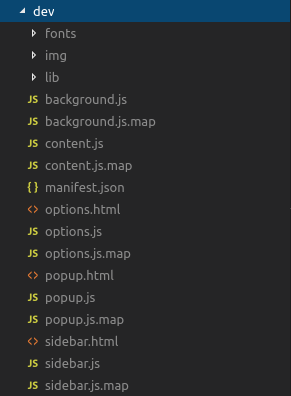 dev
fonts
img
lib
JS background.js
JS background.js.map
JS content.js
JS content.js.map
{ } manifest.json
<> options.html
JS options.js
JS options.js.map
<> popup.html
JS popup.js
JS popup.js.map
<> sidebar.html
JS sidebar.js
JS sidebar.js.map